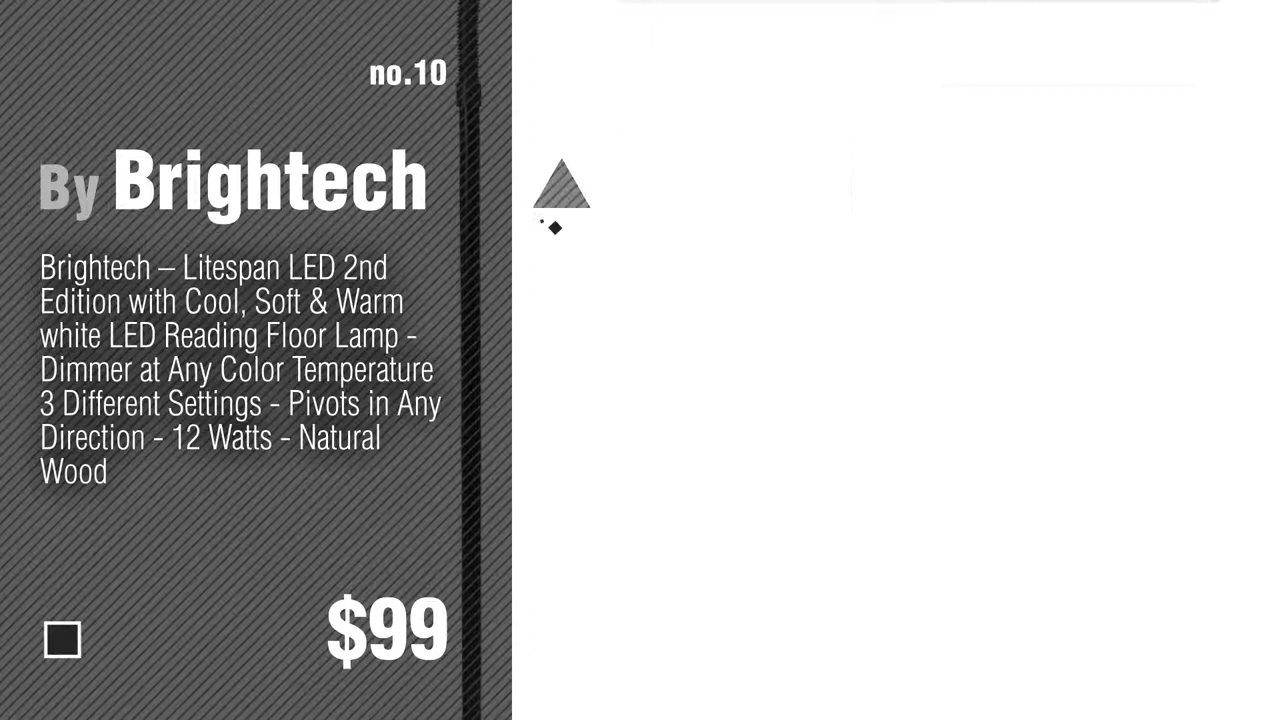 no.10
By Brightech
Brightech – Litespan LED 2nd
Edition with Cool, Soft & Warm
white LED Reading Floor Lamp -
Dimmer at Any Color Temperature
3 Different Settings - Pivots in Any
Direction - 12 Watts - Natural
Wood
$99